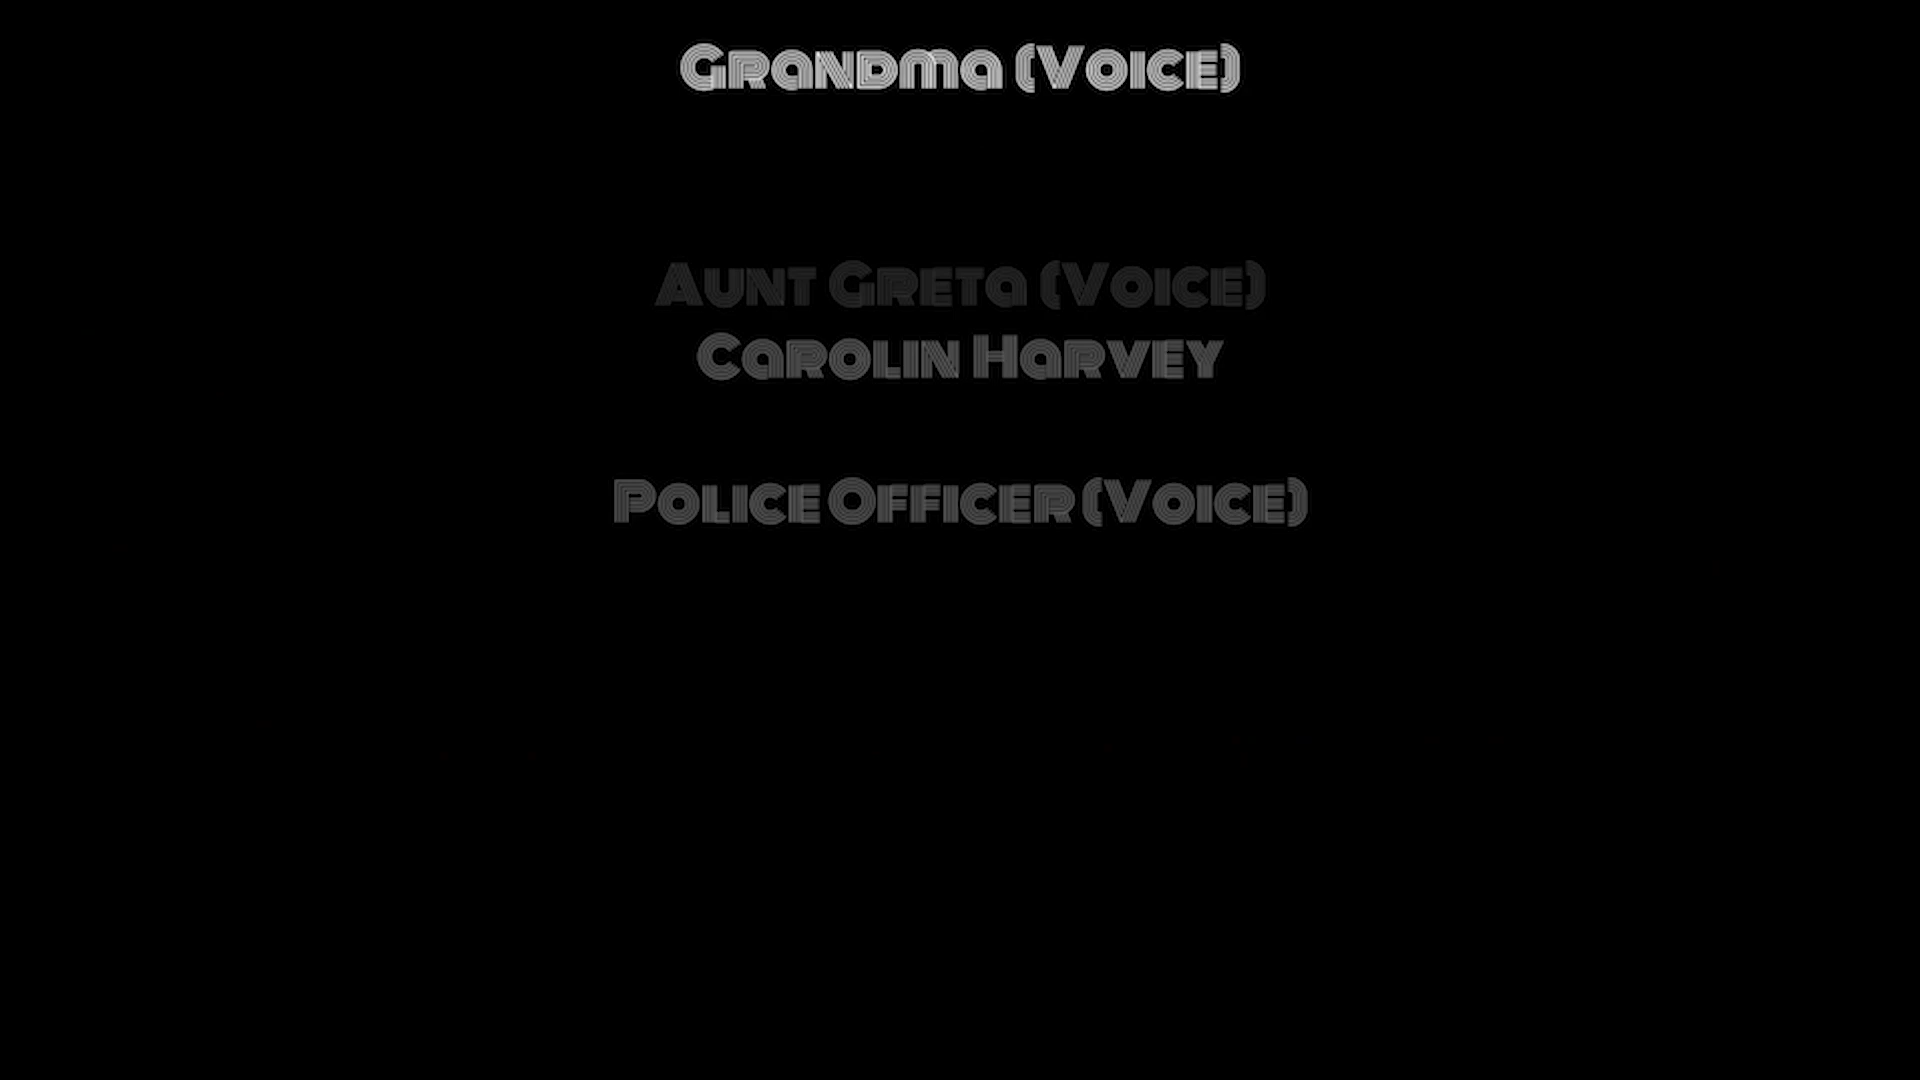 Grandma (Voice)
Aunt Greta (Voice)
Carolin Harvey
Police Officer (Voice)